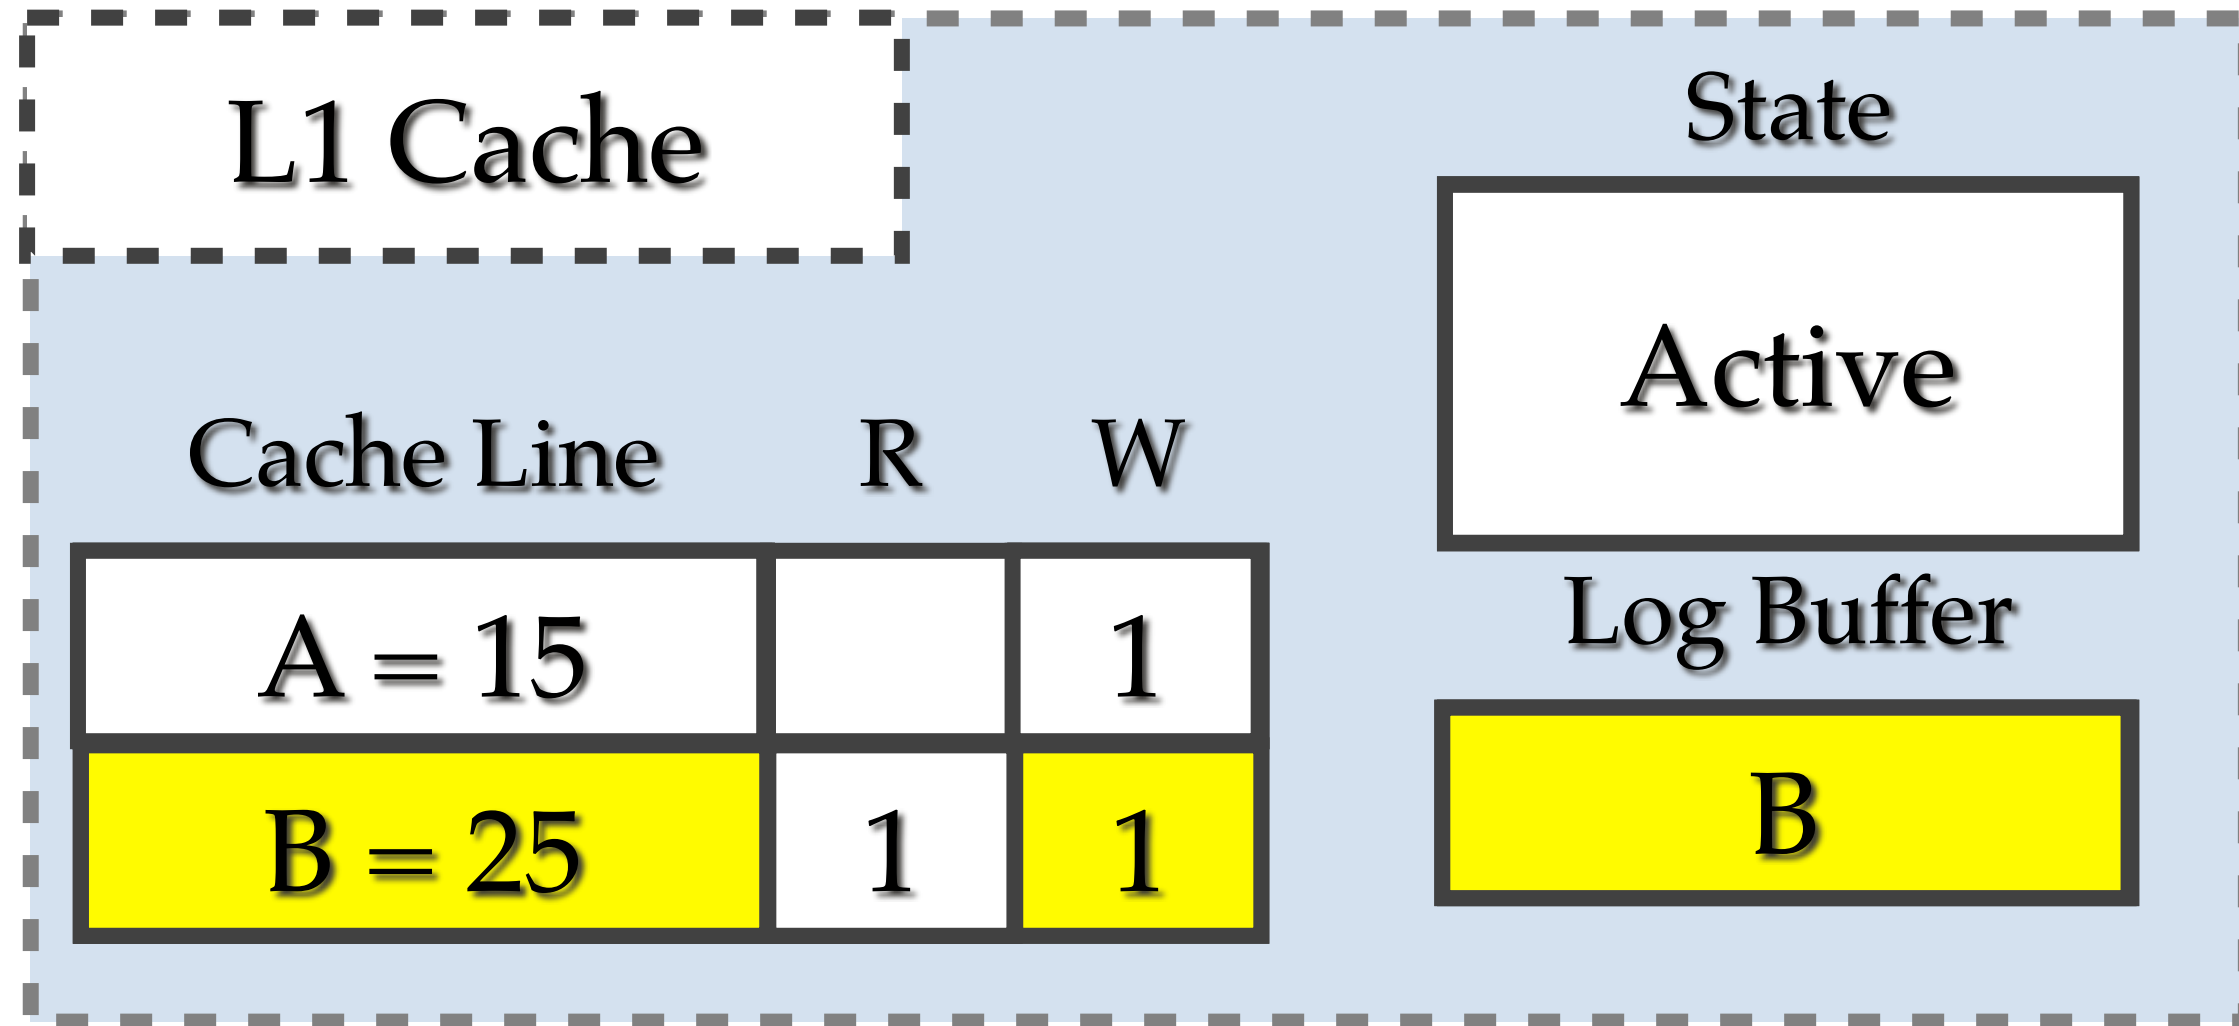 L1 Cache
State
Active
Cache Line R W
A = 15 1
B = 25 1 1
Log Buffer
B